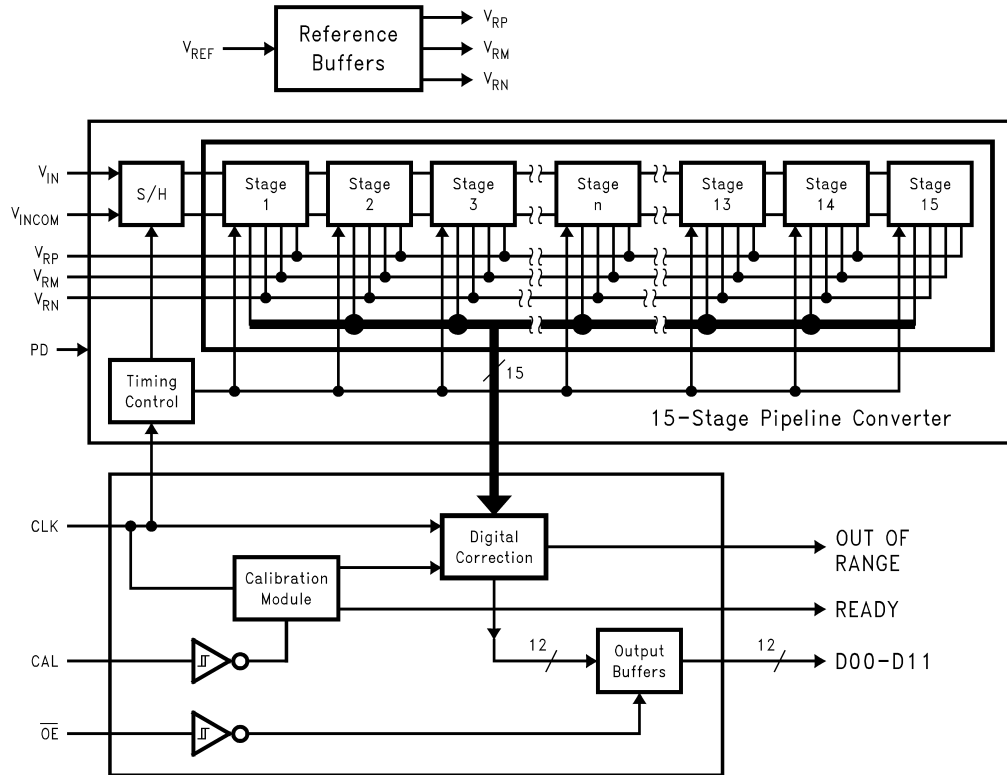 V_REF
Reference
Buffers
V_RP
V_RM
V_RN
V_IN
V_INCOM
V_RP
V_RM
V_RN
PD
S/H
Stage
1
Stage
2
Stage
3
Stage
n
Stage
13
Stage
14
Stage
15
15
Timing
Control
15-Stage Pipeline Converter
CLK
Digital
Correction
OUT OF
RANGE
Calibration
Module
READY
CAL
12
Output
Buffers
12
D00-D11
O̅E̅